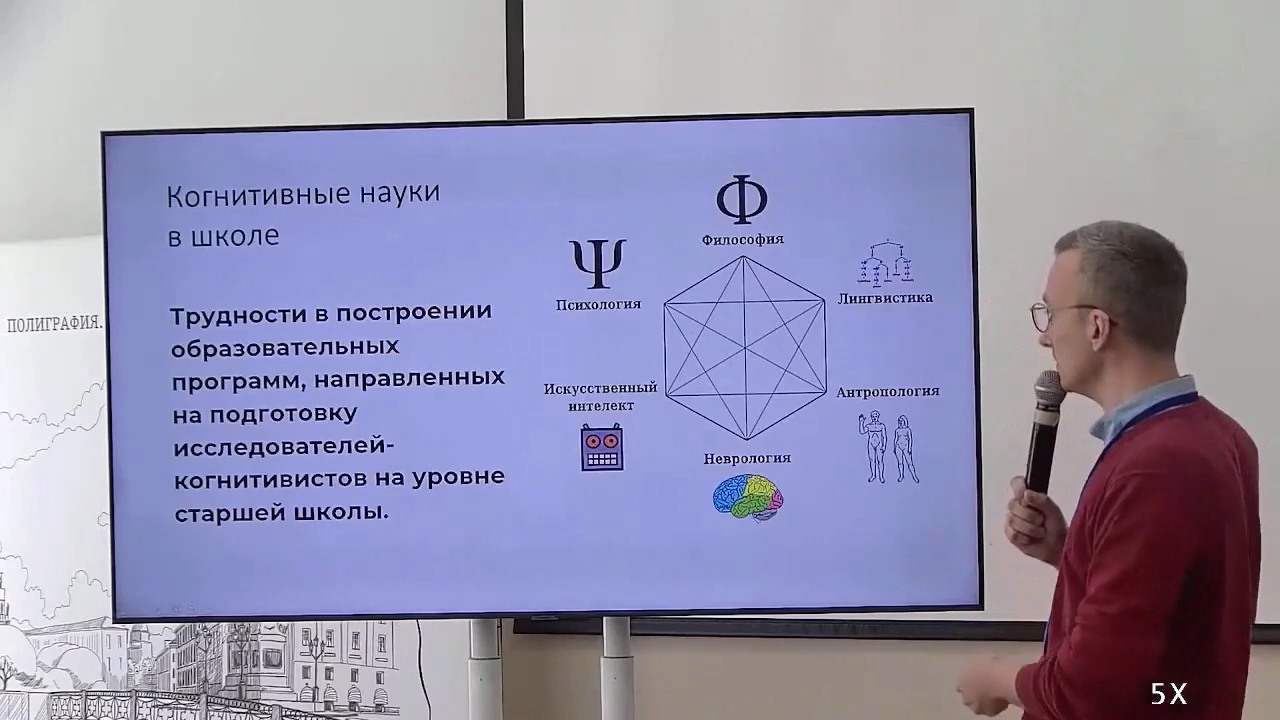 Когнитивные науки
в школе
Трудности в построении
образовательных
программ, направленных
на подготовку
исследователей-
когнитивистов на уровне
старшей школы.
Ф
Философия
Ψ
Психология
Лингвистика
Искусственный
интелект
Антропология
Неврология
ПОЛИГРАФИЯ.
5X